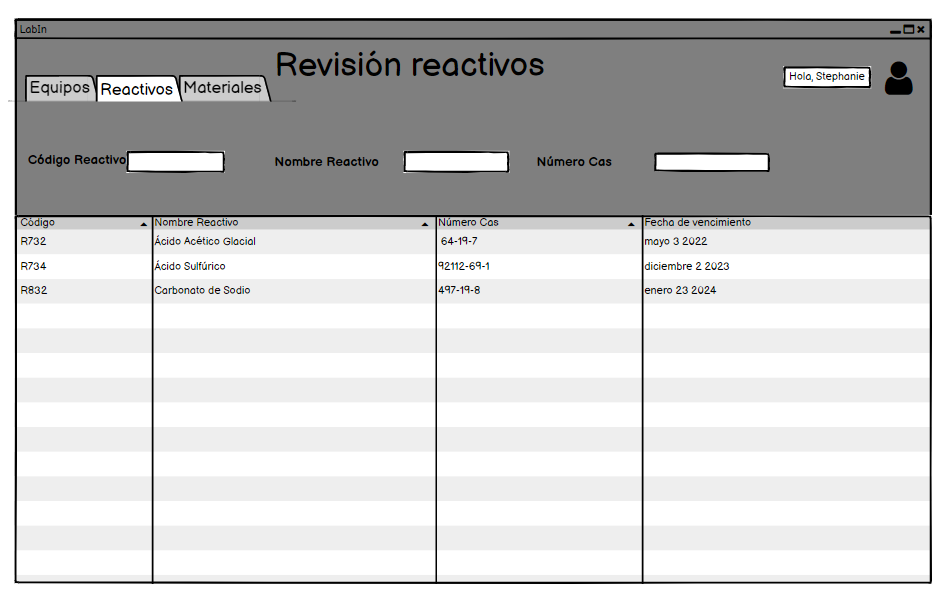 Labin
Revisión reactivos
Equipos Reactivos Materiales
Hola, Stephanie
Código Reactivo Nombre Reactivo Número Cas
Código Nombre Reactivo Número Cas Fecha de vencimiento
R732 Ácido Acético Glacial 64-19-7 mayo 3 2022
R734 Ácido Sulfúrico 92112-69-1 diciembre 2 2023
R832 Carbonato de Sodio 497-19-8 enero 23 2024